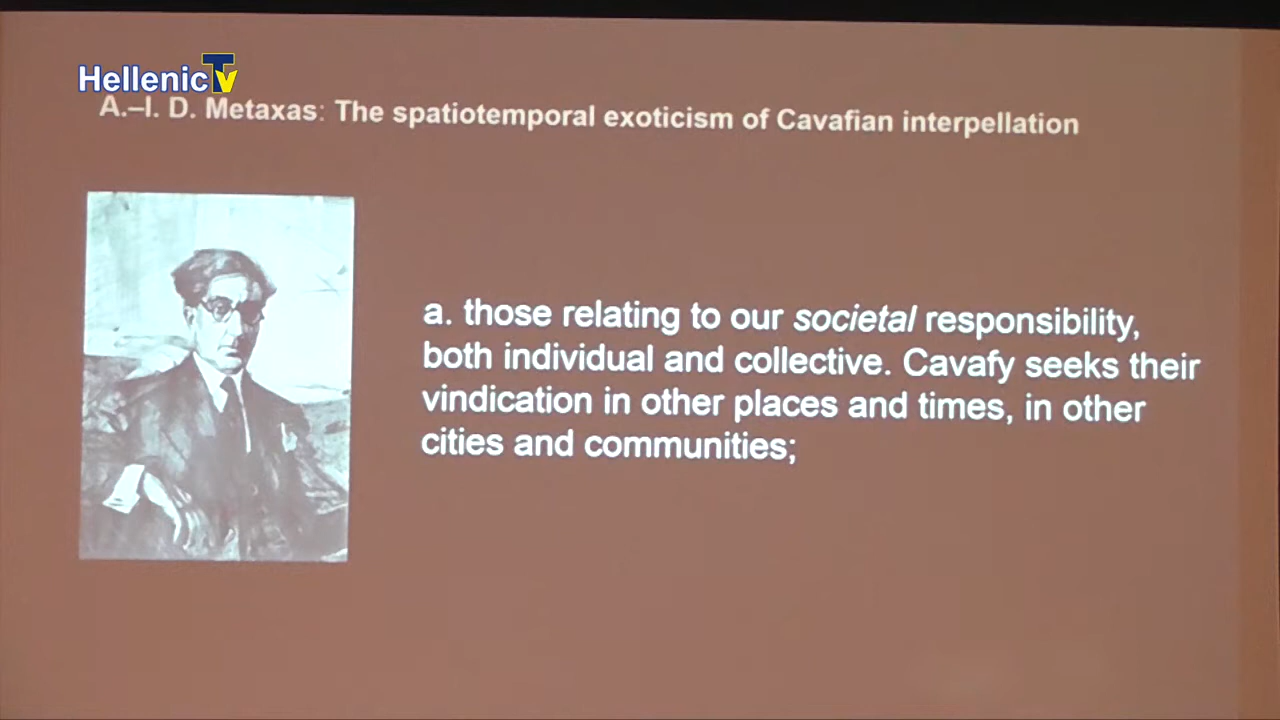 Hellenic Tv
A.–I. D. Metaxas: The spatiotemporal exoticism of Cavafian interpellation
a. those relating to our societal responsibility,
both individual and collective. Cavafy seeks their
vindication in other places and times, in other
cities and communities;